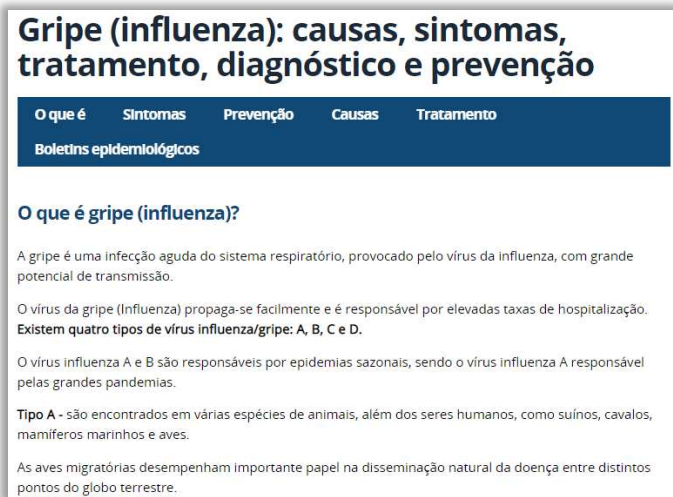 Gripe (influenza): causas, sintomas,
tratamento, diagnóstico e prevenção
O que é Sintomas Prevenção Causas Tratamento
Boletins epidemiológicos
O que é gripe (influenza)?
A gripe é uma infecção aguda do sistema respiratório, provocado pelo vírus da influenza, com grande
potencial de transmissão.
O vírus da gripe (Influenza) propaga-se facilmente e é responsável por elevadas taxas de hospitalização.
Existem quatro tipos de vírus influenza/gripe: A, B, C e D.
O vírus influenza A e B são responsáveis por epidemias sazonais, sendo o vírus influenza A responsável
pelas grandes pandemias.
Tipo A - são encontrados em várias espécies de animais, além dos seres humanos, como suínos, cavalos,
mamíferos marinhos e aves.
As aves migratórias desempenham importante papel na disseminação natural da doença entre distintos
pontos do globo terrestre.